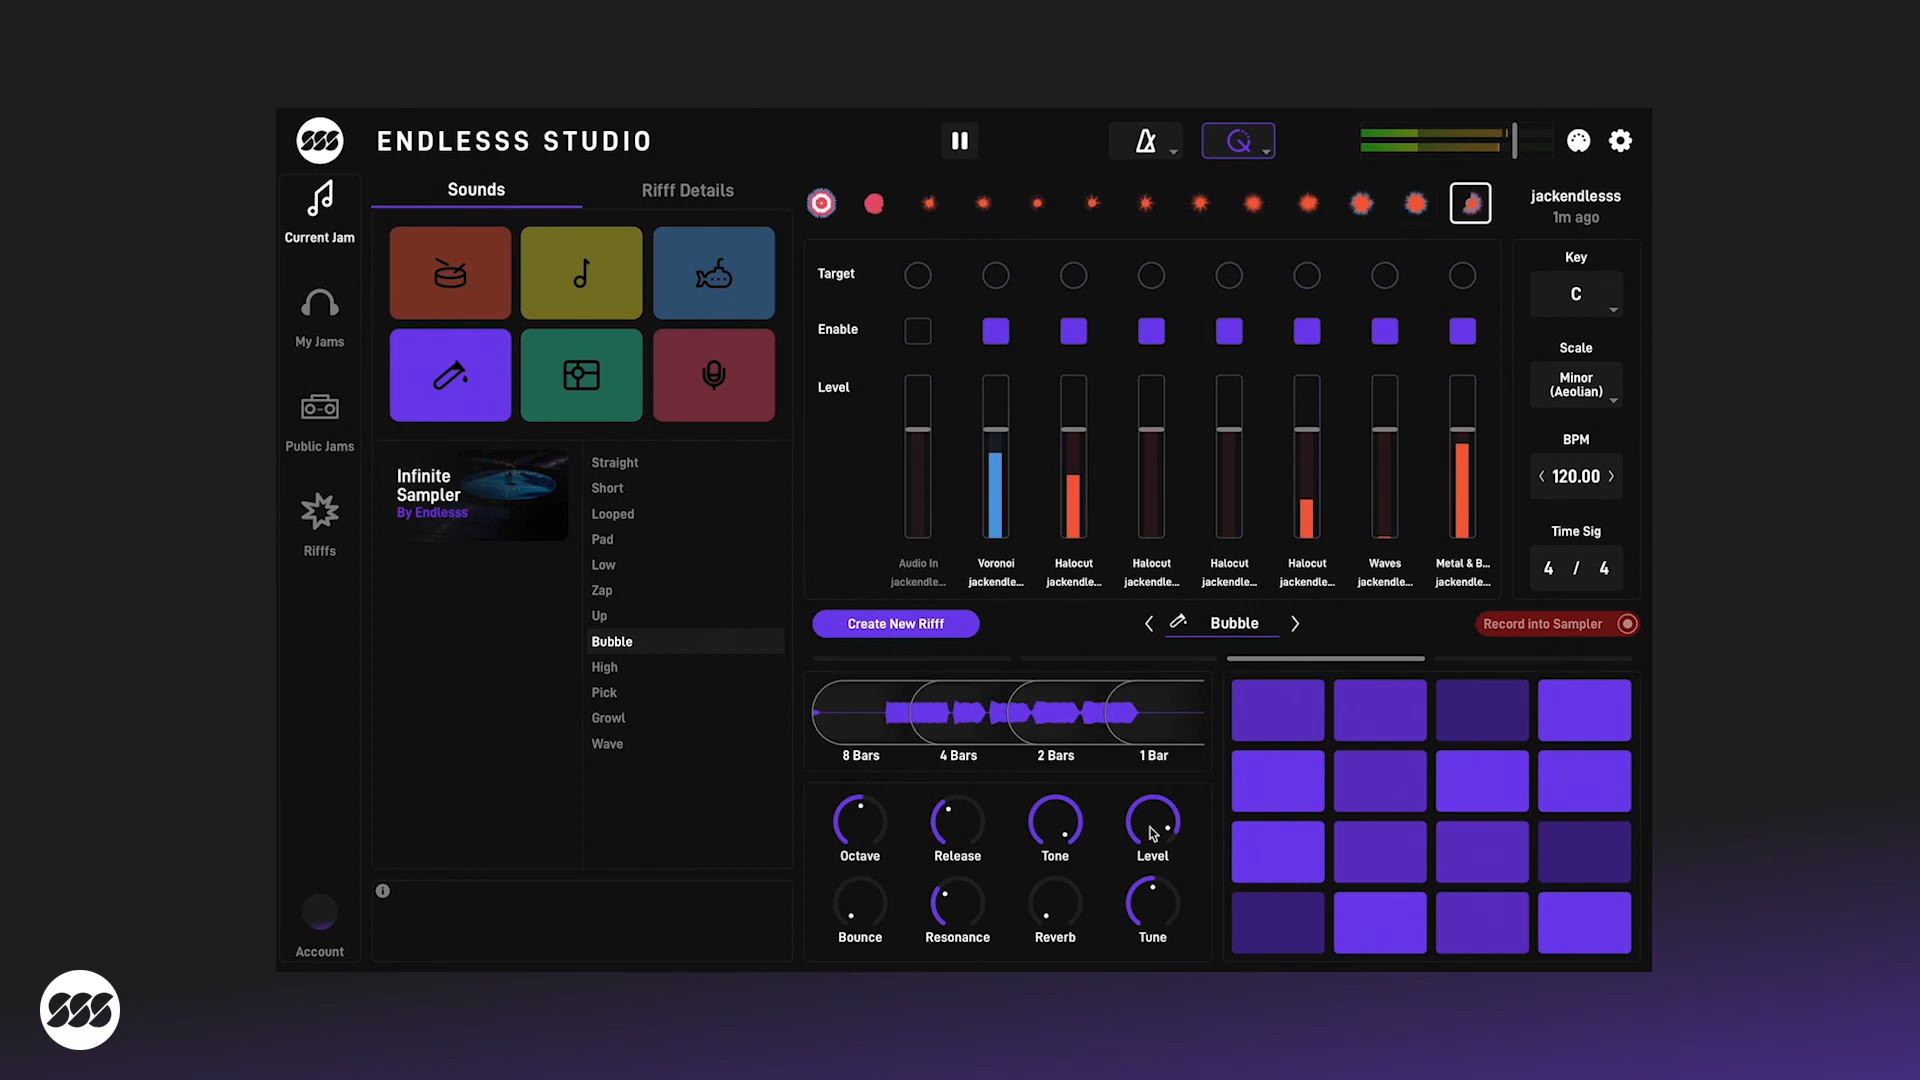 ENDLESSS STUDIO
Current Jam
My Jams
Public Jams
Rifffs
Account
Sounds
Rifff Details
Infinite
Sampler
By Endlesss
Straight
Short
Looped
Pad
Low
Zap
Up
Bubble
High
Pick
Growl
Wave
jackendlesss
1m ago
Target
Enable
Level
Audio In
Voronoi
Halocut
Halocut
Halocut
Halocut
Waves
Metal & B...
jackendle...
jackendle...
jackendle...
jackendle...
jackendle...
jackendle...
jackendle...
jackendle...
Key
C
Scale
Minor
(Aeolian)
BPM
120.00
Time Sig
4 / 4
Create New Rifff
Bubble
Record into Sampler
8 Bars
4 Bars
2 Bars
1 Bar
Octave
Release
Tone
Level
Bounce
Resonance
Reverb
Tune